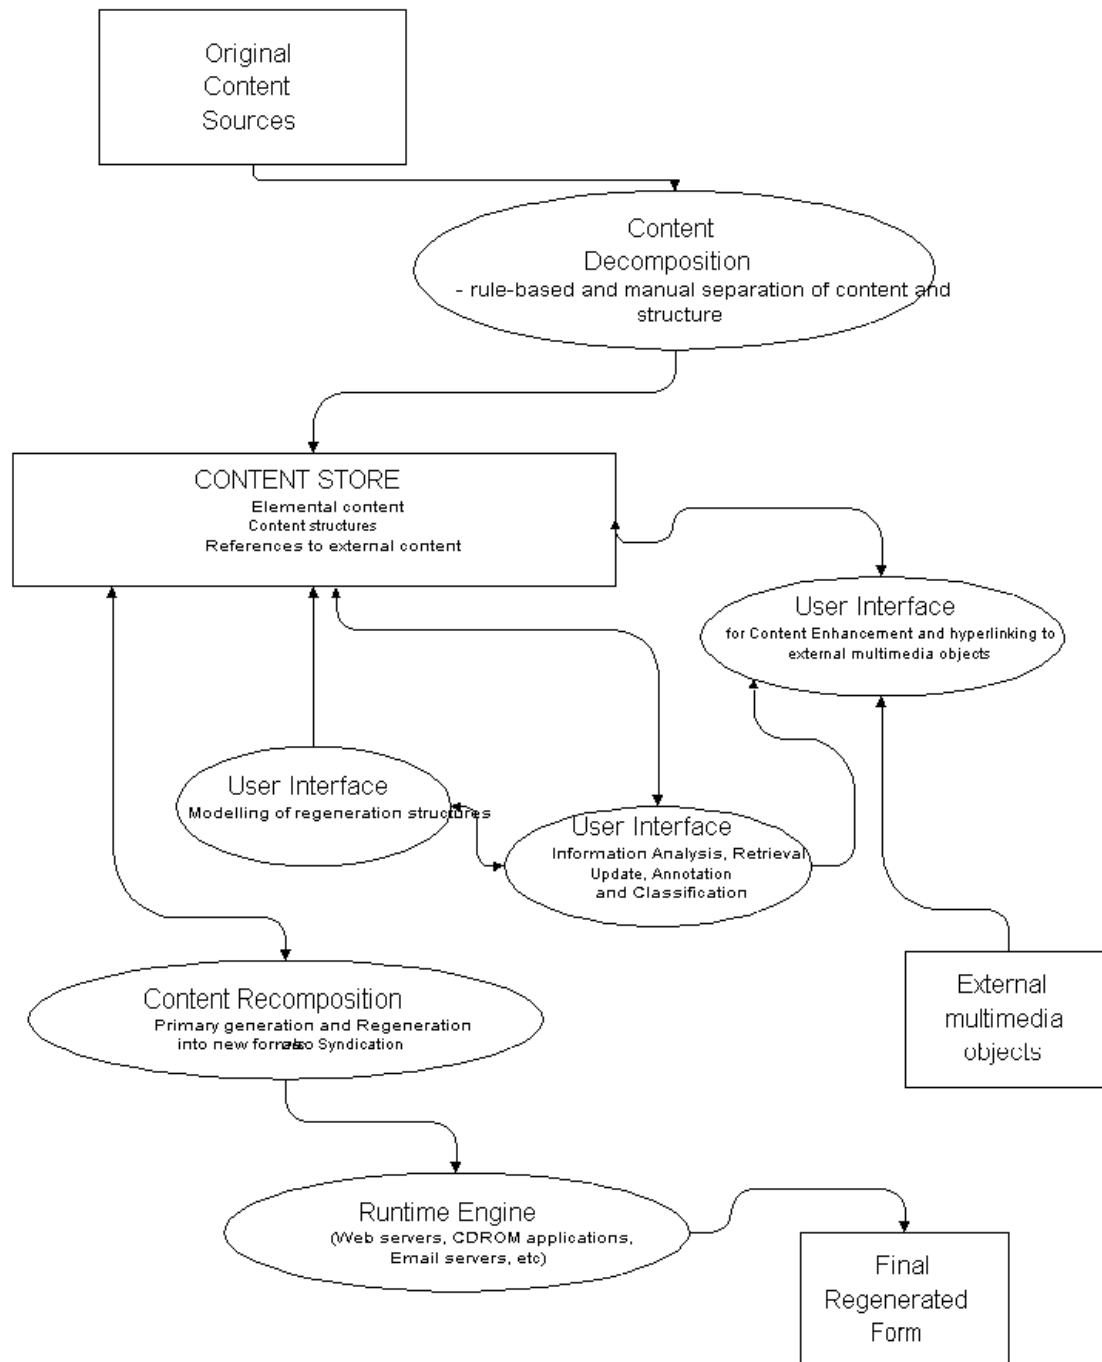 Original
Content
Sources
Content
Decomposition
- rule-based and manual separation of content and
structure
CONTENT STORE
Elemental content
Content structures
References to external content
User Interface
for Content Enhancement and hyperlinking to
external multimedia objects
User Interface
Modelling of regeneration structures
User Interface
Information Analysis, Retrieval
Update, Annotation
and Classification
Content Recomposition
Primary generation and Regeneration
into new also Syndication
External
multimedia
objects
Runtime Engine
(Web servers, CDROM applications,
Email servers, etc)
Final
Regenerated
Form